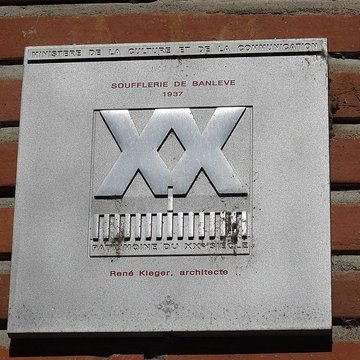 MINISTERE DE LA CULTURE ET DE LA COMMUNICATION
SOUFFLERIE DE BANLEVE
1937
XX
PATRIMOINE DU XXe SIECLE
René Kleger, architecte